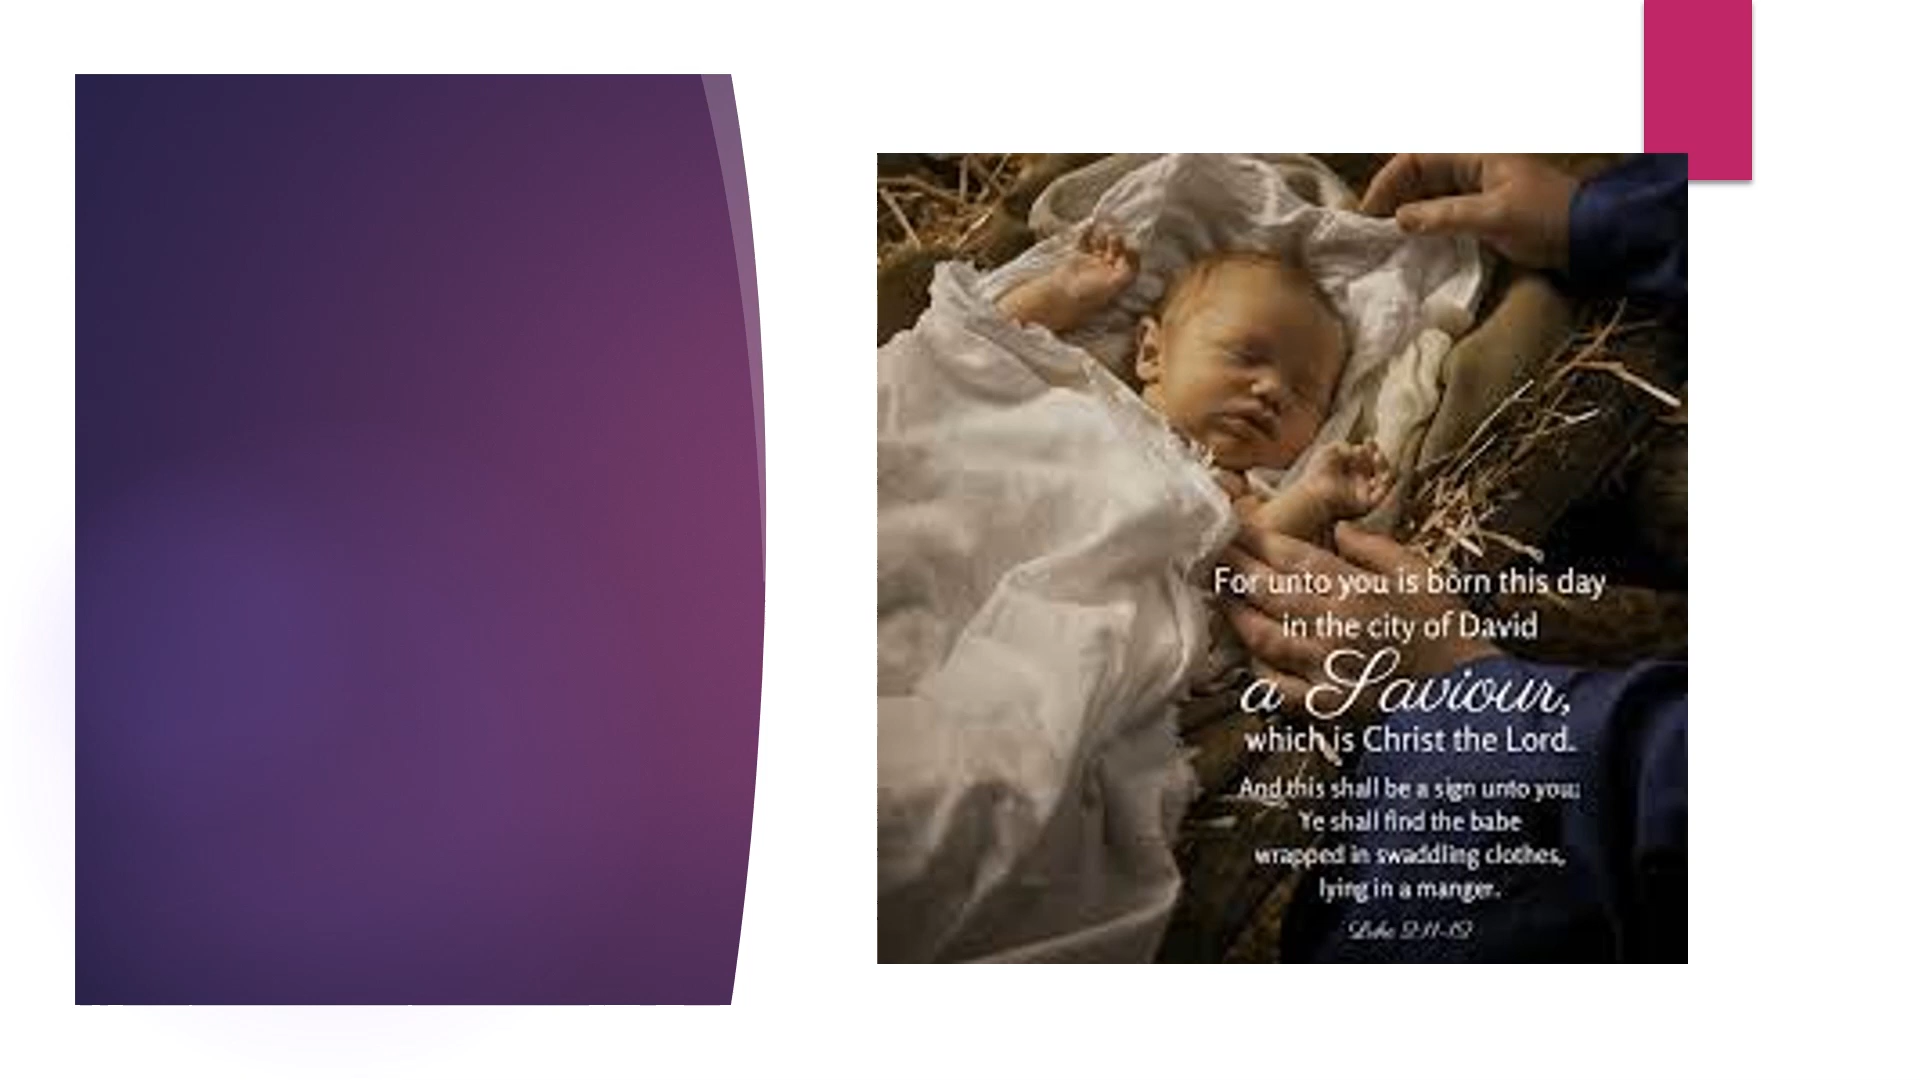 For unto you is born this day
in the city of David
a Saviour,
which is Christ the Lord.
And this shall be a sign unto you;
Ye shall find the babe
wrapped in swaddling clothes,
lying in a manger.
Luke 2:11-12